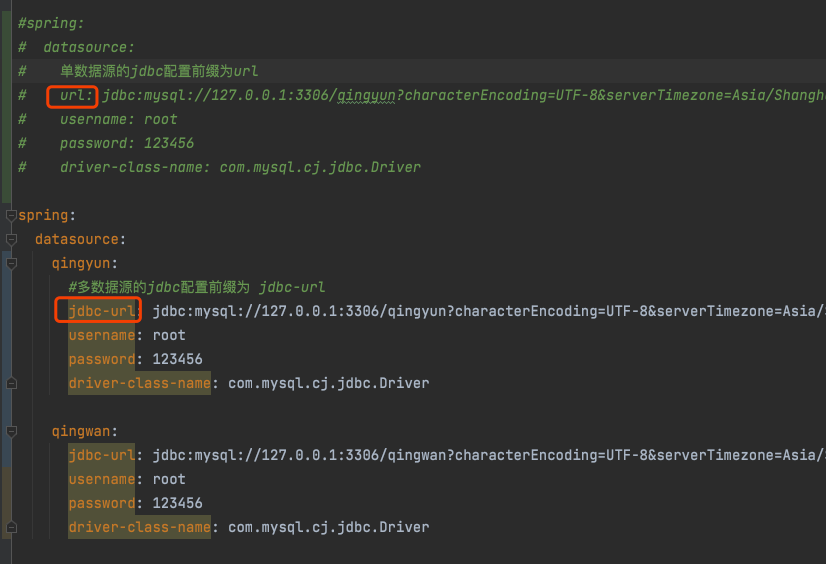 #spring:
#  datasource:
#    单数据源的jdbc配置前缀为url
#    url: jdbc:mysql://127.0.0.1:3306/qingyun?characterEncoding=UTF-8&serverTimezone=Asia/Shangha
#    username: root
#    password: 123456
#    driver-class-name: com.mysql.cj.jdbc.Driver
spring:
  datasource:
    qingyun:
      #多数据源的jdbc配置前缀为 jdbc-url
      jdbc-url: jdbc:mysql://127.0.0.1:3306/qingyun?characterEncoding=UTF-8&serverTimezone=Asia/
      username: root
      password: 123456
      driver-class-name: com.mysql.cj.jdbc.Driver
    qingwan:
      jdbc-url: jdbc:mysql://127.0.0.1:3306/qingwan?characterEncoding=UTF-8&serverTimezone=Asia/
      username: root
      password: 123456
      driver-class-name: com.mysql.cj.jdbc.Driver